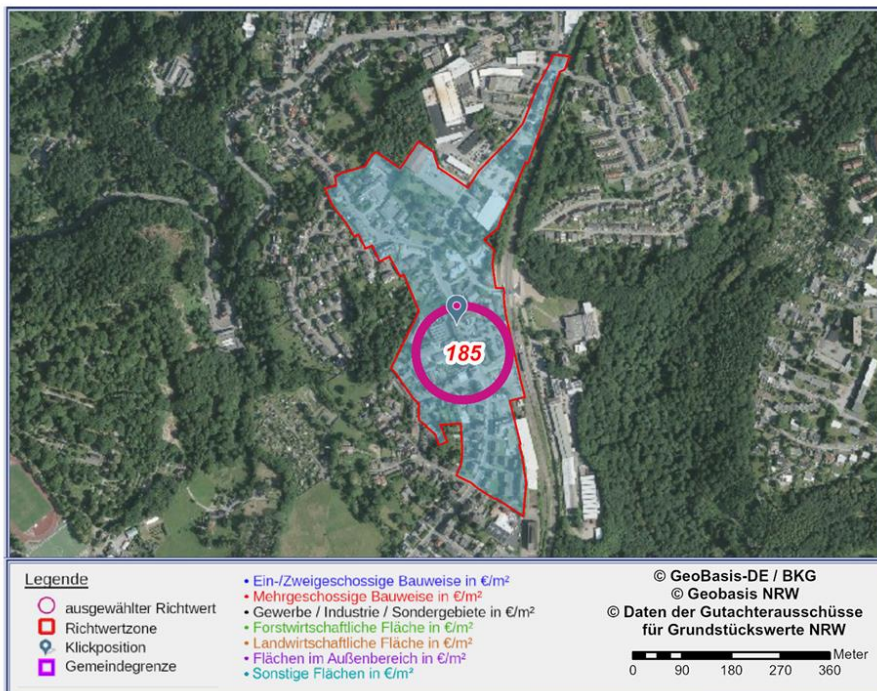 185
Legende
ausgewählter Richtwert
Richtwertzone
Klickposition
Gemeindegrenze
• Ein-/Zweigeschossige Bauweise in €/m²
• Mehrgeschossige Bauweise in €/m²
• Gewerbe / Industrie / Sondergebiete in €/m²
• Forstwirtschaftliche Fläche in €/m²
• Landwirtschaftliche Fläche in €/m²
• Flächen im Außenbereich in €/m²
• Sonstige Flächen in €/m²
© GeoBasis-DE / BKG
© Geobasis NRW
© Daten der Gutachterausschüsse
für Grundstückswerte NRW
Meter
0 90 180 270 360